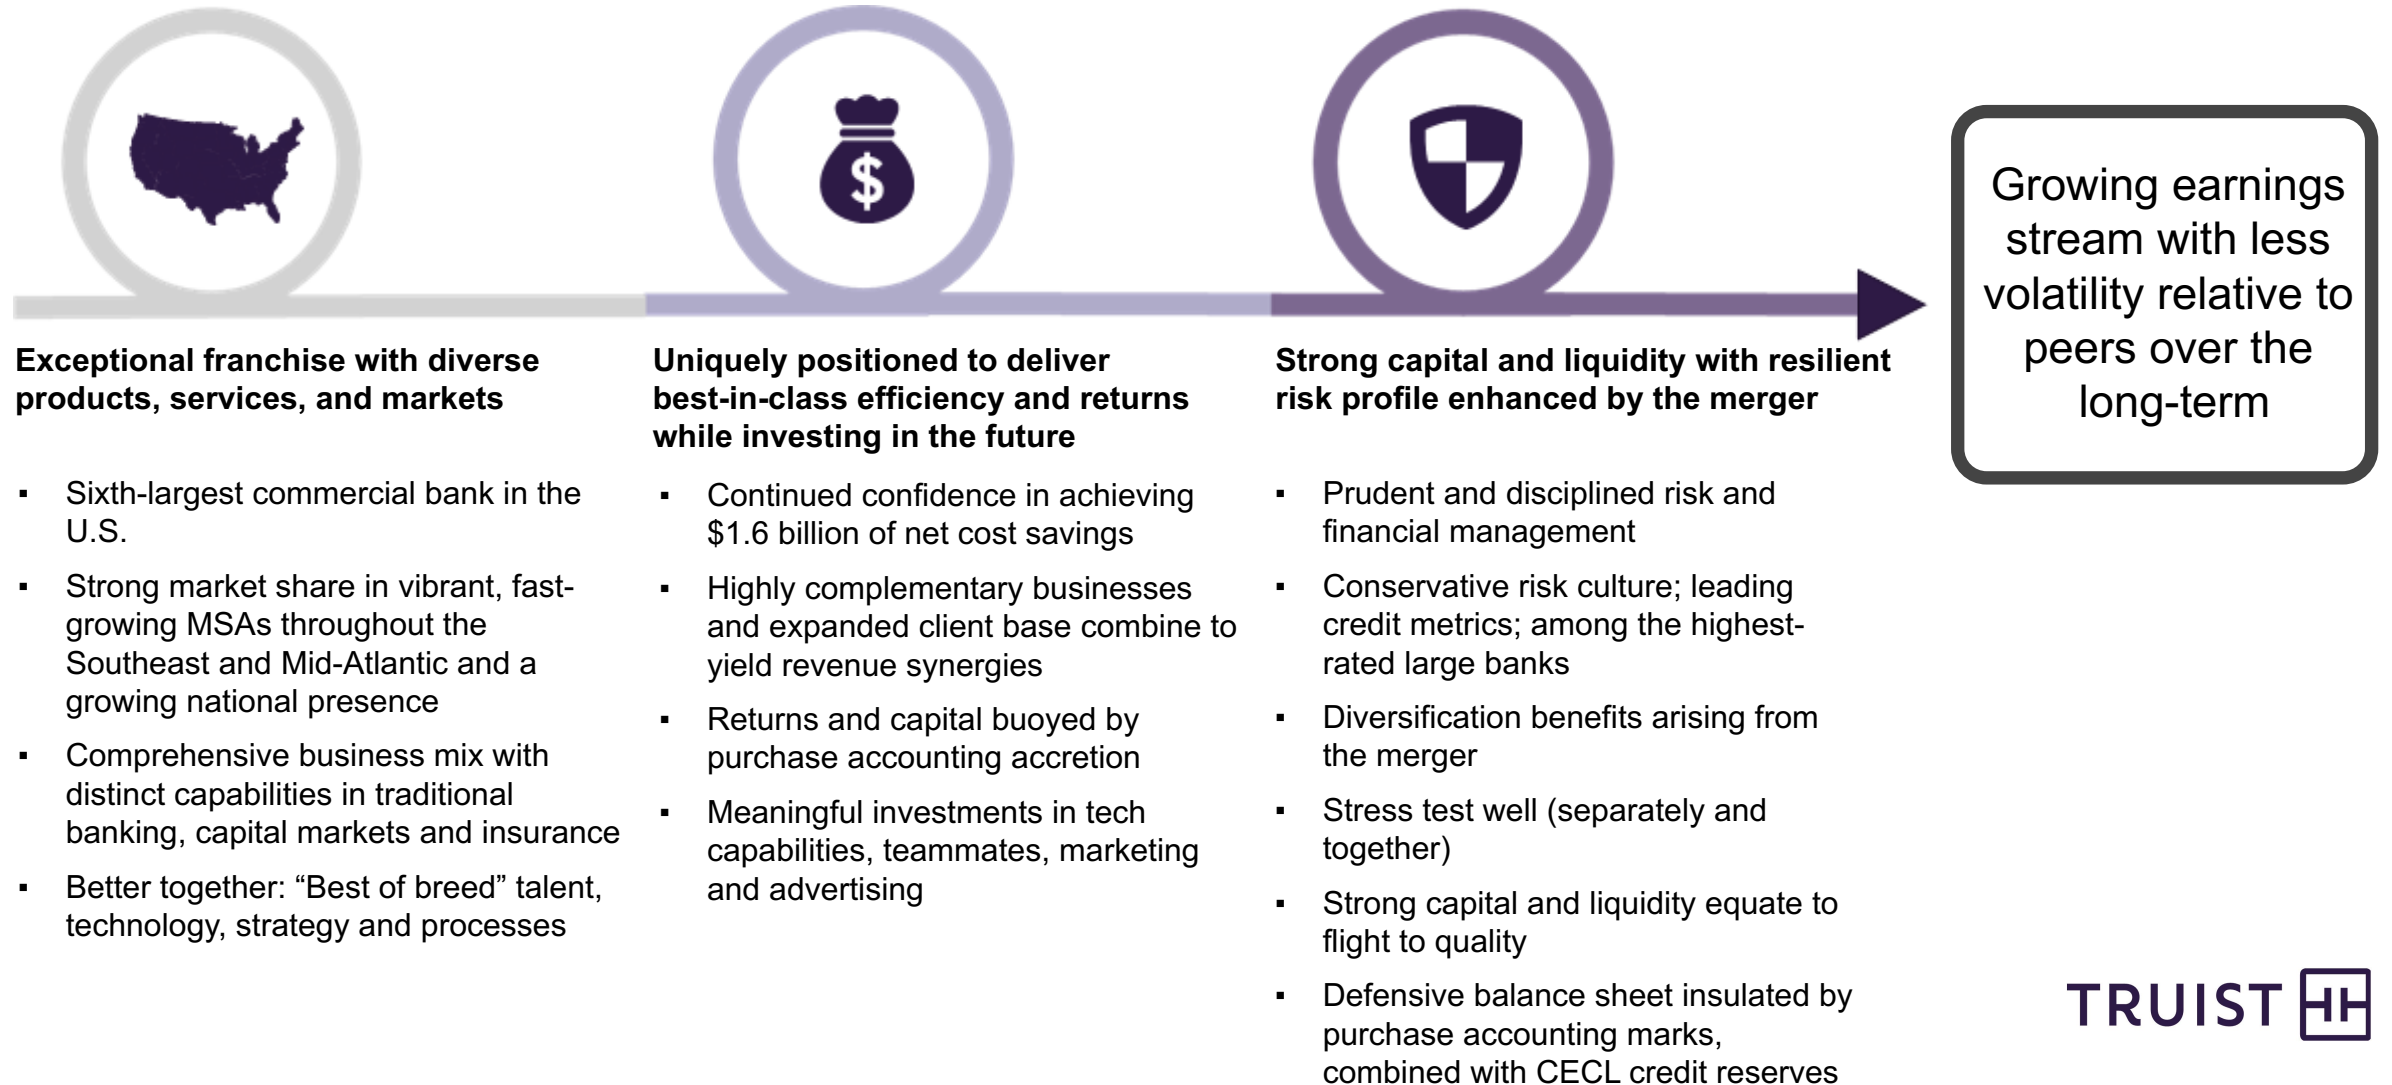 Exceptional franchise with diverse
products, services, and markets
▪ Sixth-largest commercial bank in the
U.S.
▪ Strong market share in vibrant, fast-
growing MSAs throughout the
Southeast and Mid-Atlantic and a
growing national presence
▪ Comprehensive business mix with
distinct capabilities in traditional
banking, capital markets and insurance
▪ Better together: “Best of breed” talent,
technology, strategy and processes
$
Uniquely positioned to deliver
best-in-class efficiency and returns
while investing in the future
▪ Continued confidence in achieving
$1.6 billion of net cost savings
▪ Highly complementary businesses
and expanded client base combine to
yield revenue synergies
▪ Returns and capital buoyed by
purchase accounting accretion
▪ Meaningful investments in tech
capabilities, teammates, marketing
and advertising
Strong capital and liquidity with resilient
risk profile enhanced by the merger
▪ Prudent and disciplined risk and
financial management
▪ Conservative risk culture; leading
credit metrics; among the highest-
rated large banks
▪ Diversification benefits arising from
the merger
▪ Stress test well (separately and
together)
▪ Strong capital and liquidity equate to
flight to quality
▪ Defensive balance sheet insulated by
purchase accounting marks,
combined with CECL credit reserves
Growing earnings
stream with less
volatility relative to
peers over the
long-term
TRUIST